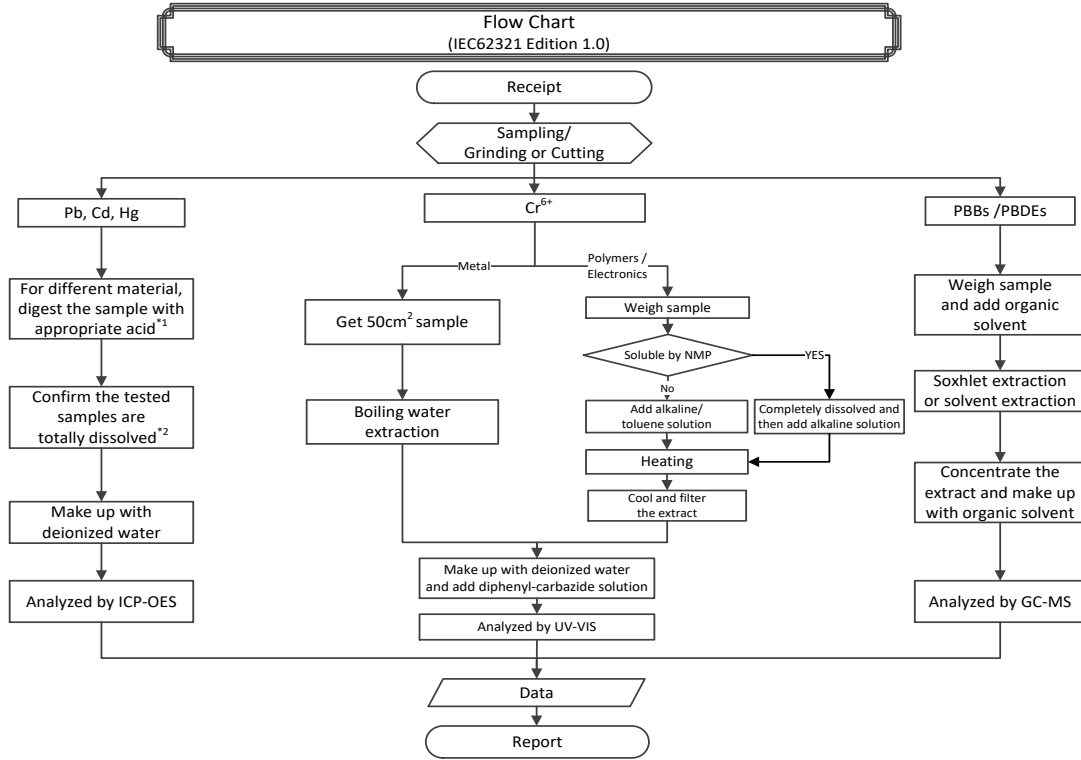 Flow Chart
(IEC62321 Edition 1.0)
Receipt
Sampling/
Grinding or Cutting
Pb, Cd, Hg
For different material,
digest the sample with
appropriate acid*1
Confirm the tested
samples are
totally dissolved*2
Make up with
deionized water
Analyzed by ICP-OES
Cr6+
Metal
Get 50cm2 sample
Boiling water
extraction
Polymers /
Electronics
Weigh sample
Soluble by NMP
YES
No
Add alkaline/
toluene solution
Completely dissolved and
then add alkaline solution
Heating
Cool and filter
the extract
Make up with deionized water
and add diphenyl-carbazide solution
Analyzed by UV-VIS
PBBs /PBDEs
Weigh sample
and add organic
solvent
Soxhlet extraction
or solvent extraction
Concentrate the
extract and make up
with organic solvent
Analyzed by GC-MS
Data
Report